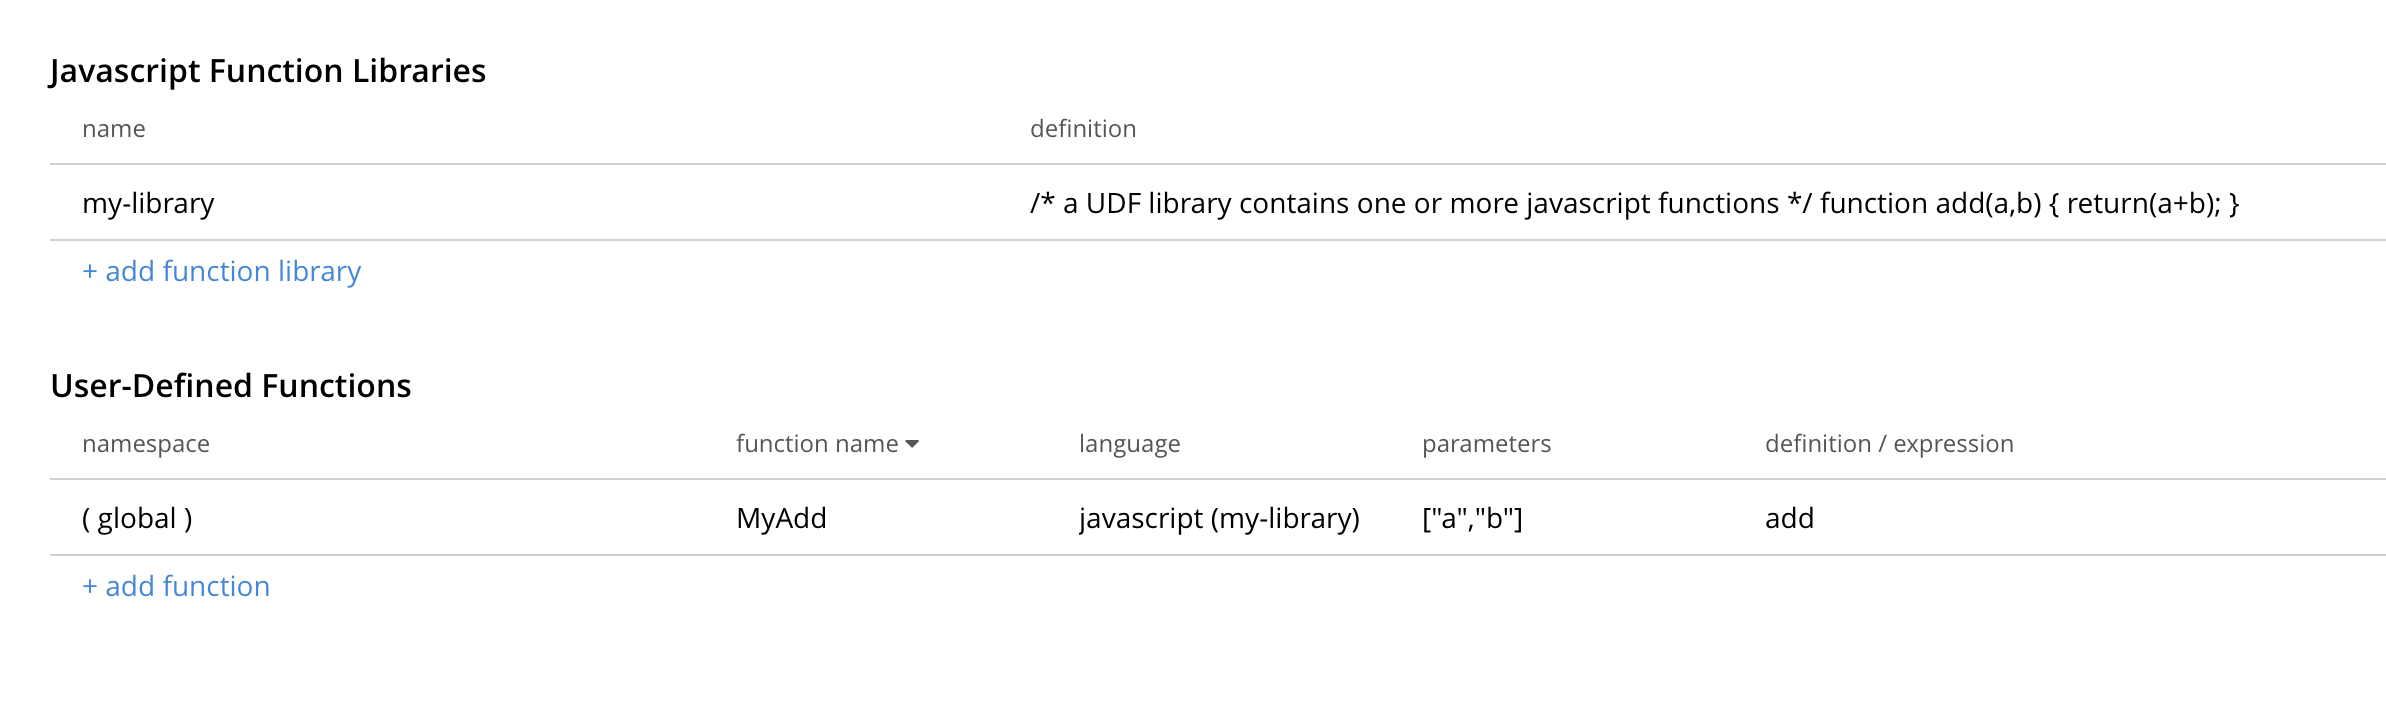 Javascript Function Libraries
name definition
my-library /* a UDF library contains one or more javascript functions */ function add(a,b) { return(a+b); }
+ add function library
User-Defined Functions
namespace function name language parameters definition / expression
( global ) MyAdd javascript (my-library) ["a","b"] add
+ add function